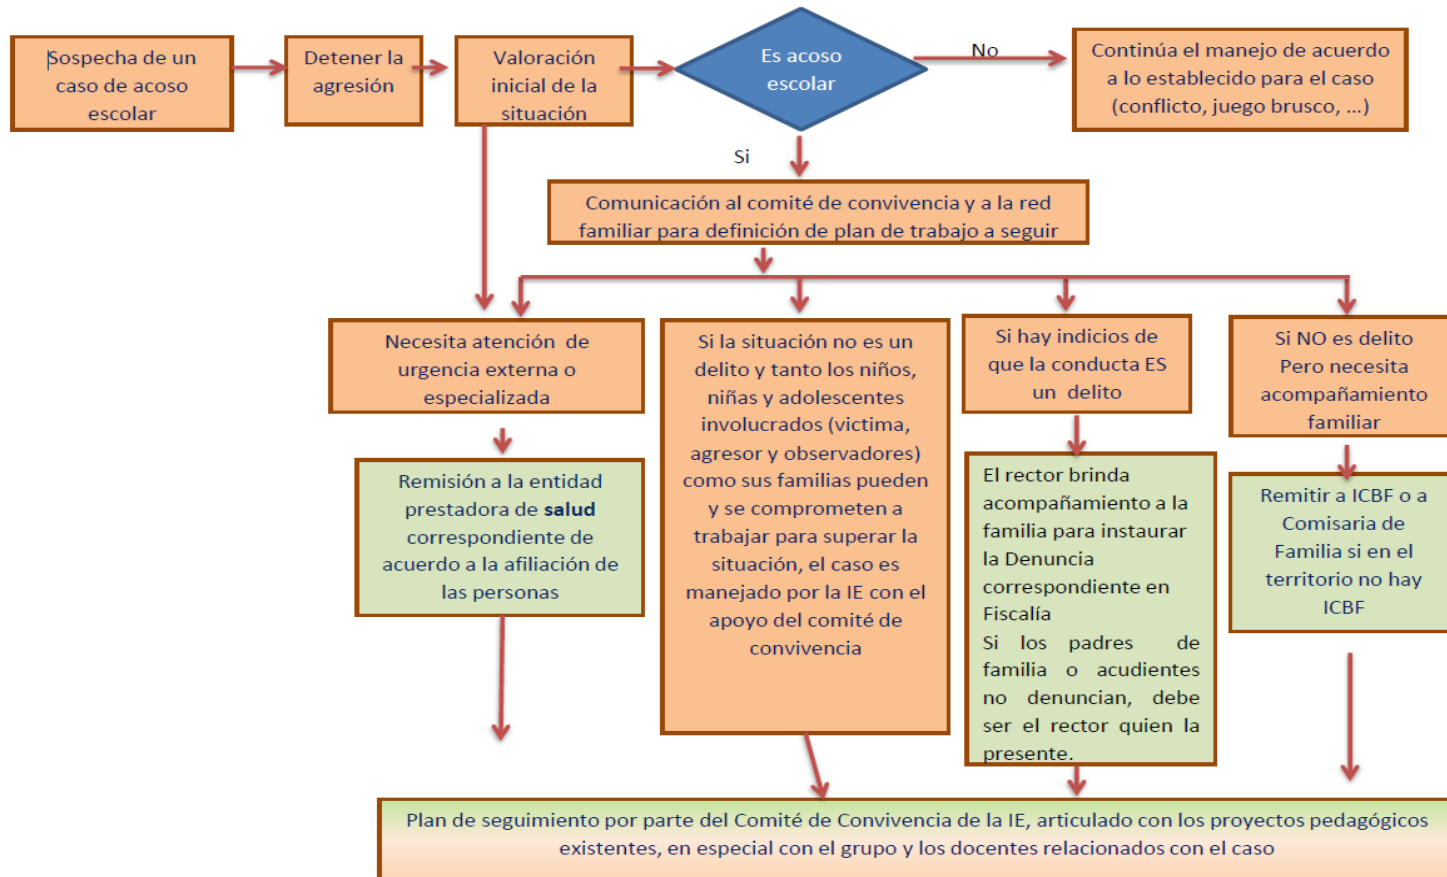 Sospecha de un
caso de acoso
escolar
Detener la
agresión
Valoración
inicial de la
situación
Es acoso
escolar
No
Continúa el manejo de acuerdo
a lo establecido para el caso
(conflicto, juego brusco, ...)
Si
Comunicación al comité de convivencia y a la red
familiar para definición de plan de trabajo a seguir
Necesita atención de
urgencia externa o
especializada
Si la situación no es un
delito y tanto los niños,
niñas y adolescentes
involucrados (victima,
agresor y observadores)
como sus familias pueden
y se comprometen a
trabajar para superar la
situación, el caso es
manejado por la IE con el
apoyo del comité de
convivencia
Si hay indicios de
que la conducta ES
un delito
Si NO es delito
Pero necesita
acompañamiento
familiar
Remisión a la entidad
prestadora de salud
correspondiente de
acuerdo a la afiliación de
las personas
El rector brinda
acompañamiento a la
familia para instaurar
la Denuncia
correspondiente en
Fiscalía
Si los padres de
familia o acudientes
no denuncian, debe
ser el rector quien la
presente.
Remitir a ICBF o a
Comisaria de
Familia si en el
territorio no hay
ICBF
Plan de seguimiento por parte del Comité de Convivencia de la IE, articulado con los proyectos pedagógicos
existentes, en especial con el grupo y los docentes relacionados con el caso